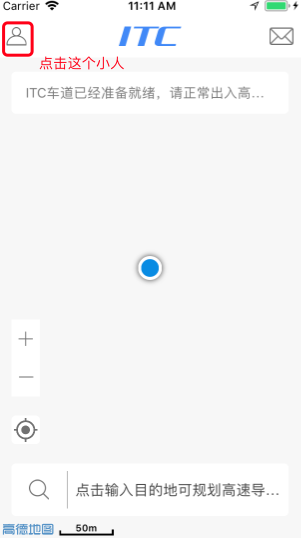 Carrier 11:11 AM
ITC
点击这个小人
ITC车道已经准备就绪，请正常出入高...
点击输入目的地可规划高速导...
高德地图 50m